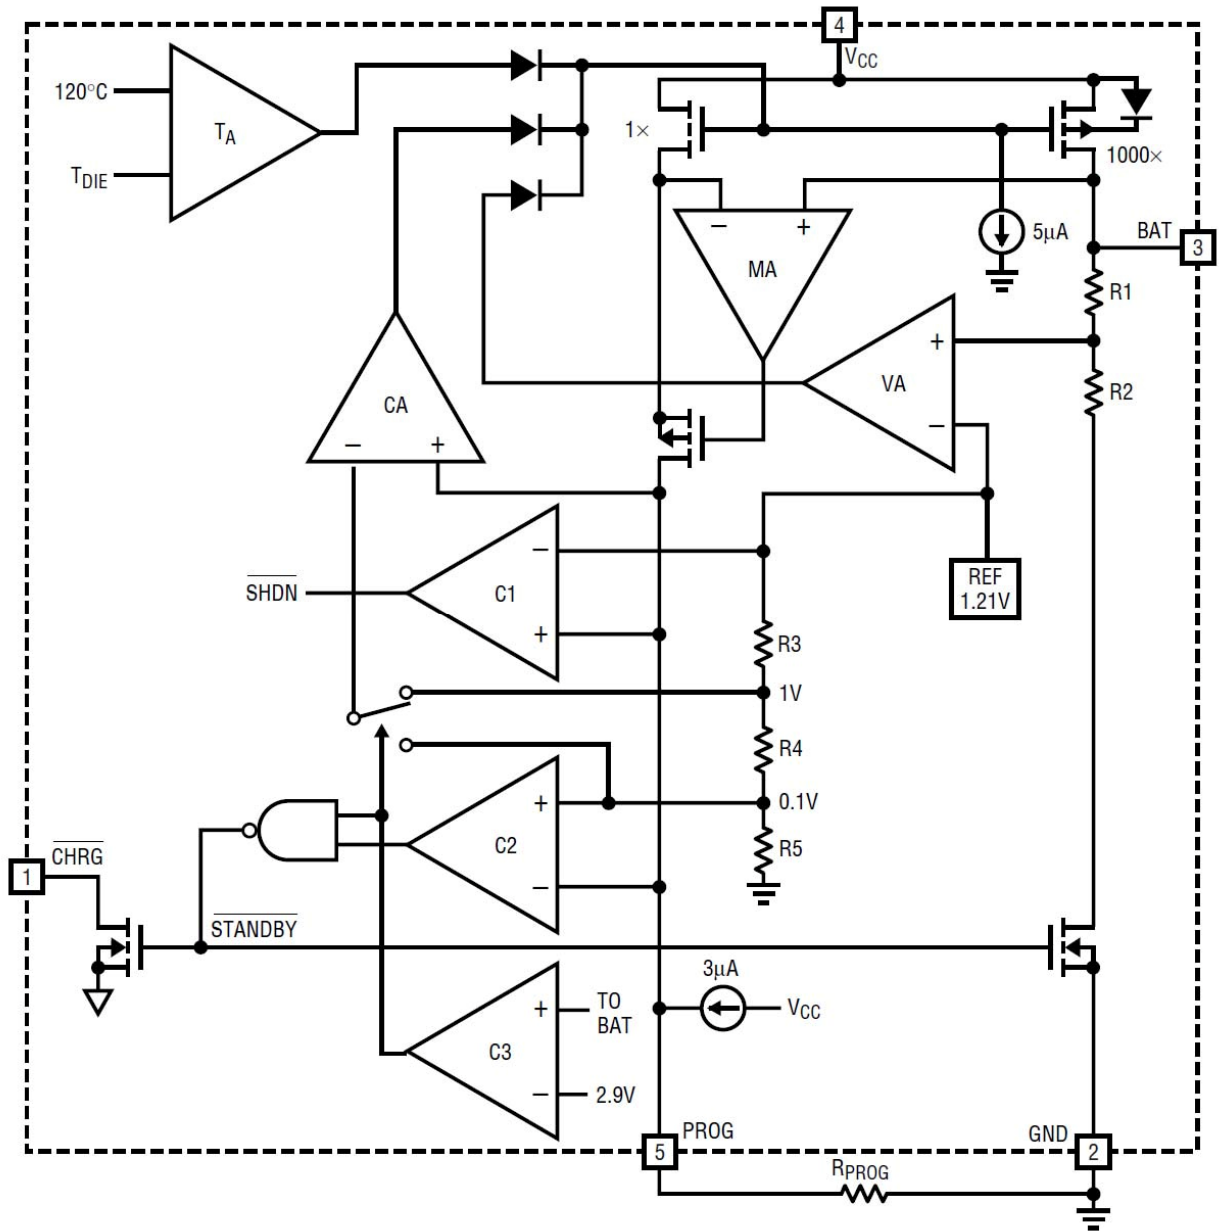 4
VCC
120°C
TA
TDIE
1×
1000×
– +
MA
5μA
BAT
3
R1
+
VA
–
R2
CA
– +
–
C1
+
SHDN
REF
1.21V
R3
1V
R4
+
0.1V
C2
–
R5
CHRG
1
STANDBY
3μA
VCC
+
TO
BAT
C3
–
2.9V
PROG
5
GND
2
RPROG